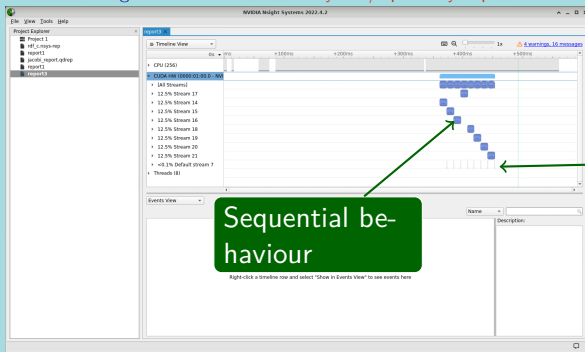 NVIDIA Nsight Systems 2022.4.2
File View Tools Help
Project Explorer
Project 1
rdf_c.nsys-rep
report1
jacobi_report.qdrep
report1
report3
report3
Timeline View
1x
4 warnings, 16 messages
0s
+100ms
+200ms
+300ms
+400ms
+500ms
CPU (256)
CUDA HW (0000:01:00.0 - NVI
[All Streams]
12.5% Stream 17
12.5% Stream 14
12.5% Stream 15
12.5% Stream 16
12.5% Stream 18
12.5% Stream 19
12.5% Stream 20
12.5% Stream 21
<0.1% Default stream 7
Threads (8)
Events View
Name
Description:
Sequential be-
haviour
Right-click a timeline row and select "Show in Events View" to see events here